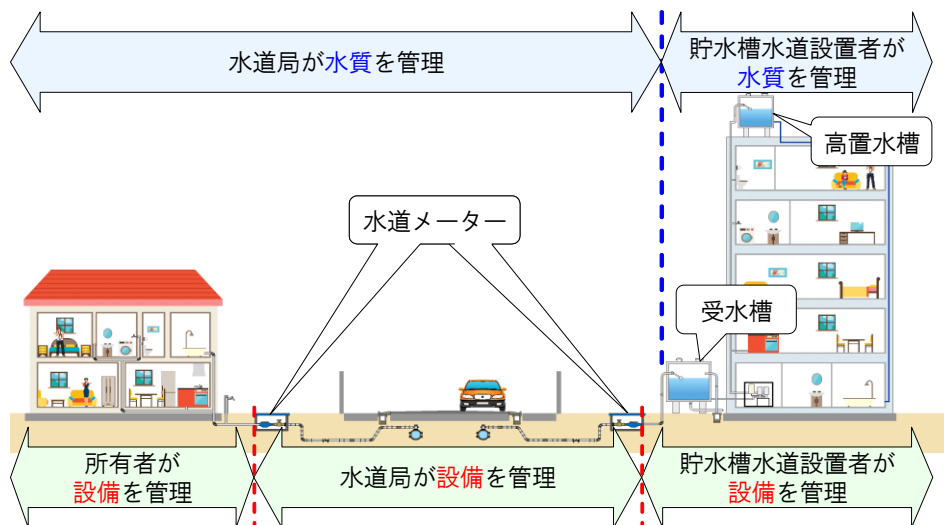 水道局が水質を管理
貯水槽水道設置者が
水質を管理
高置水槽
水道メーター
受水槽
所有者が
設備を管理
水道局が設備を管理
貯水槽水道設置者が
設備を管理